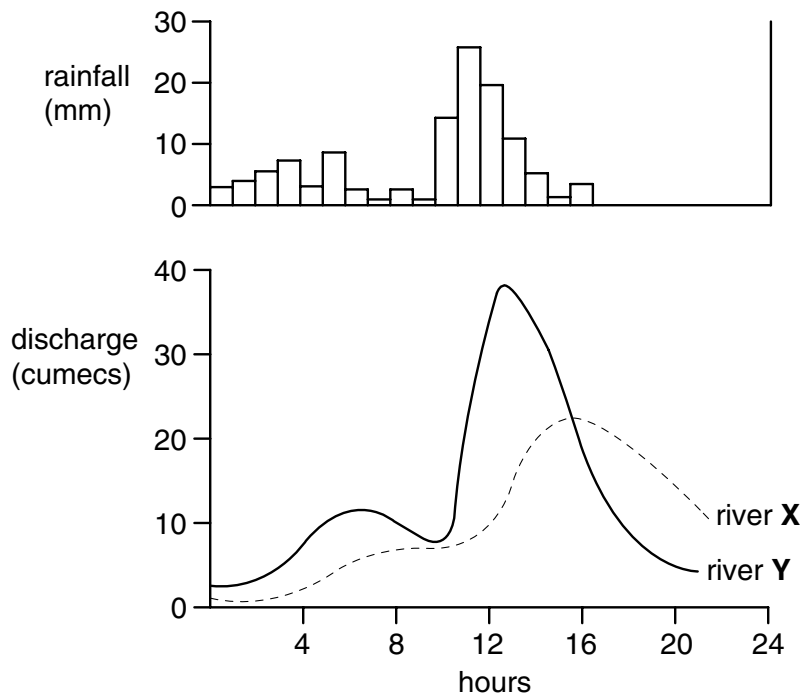 30
rainfall
(mm)
20
10
0
40
discharge
(cumecs)
30
20
10
0
river X
river Y
4 8 12 16 20 24
hours